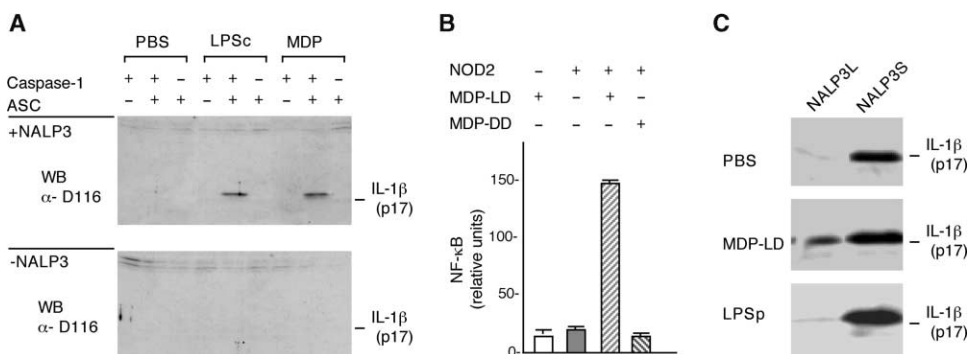 A
PBS LPSc MDP
Caspase-1 + + – + + – + + –
ASC – + + – + + – + +
+NALP3
WB
α- D116
IL-1β
(p17)
-NALP3
WB
α- D116
IL-1β
(p17)
B
NOD2 – + + +
MDP-LD + – + –
MDP-DD – – – +
NF-κB
(relative units)
150-
100-
50-
0-
C
NALP3L NALP3S
PBS
IL-1β
(p17)
MDP-LD
IL-1β
(p17)
LPSp
IL-1β
(p17)